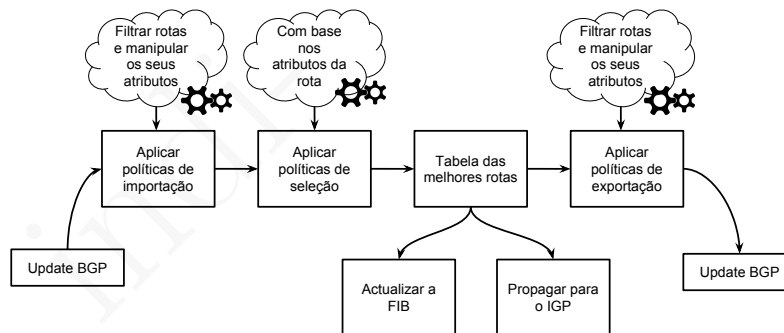 Filtrar rotas
e manipular
os seus
atributos
Com base
nos
atributos da
rota
Filtrar rotas
e manipular
os seus
atributos
Aplicar
políticas de
importação
Aplicar
políticas de
seleção
Tabela das
melhores rotas
Aplicar
políticas de
exportação
Update BGP
Actualizar a
FIB
Propagar para
o IGP
Update BGP